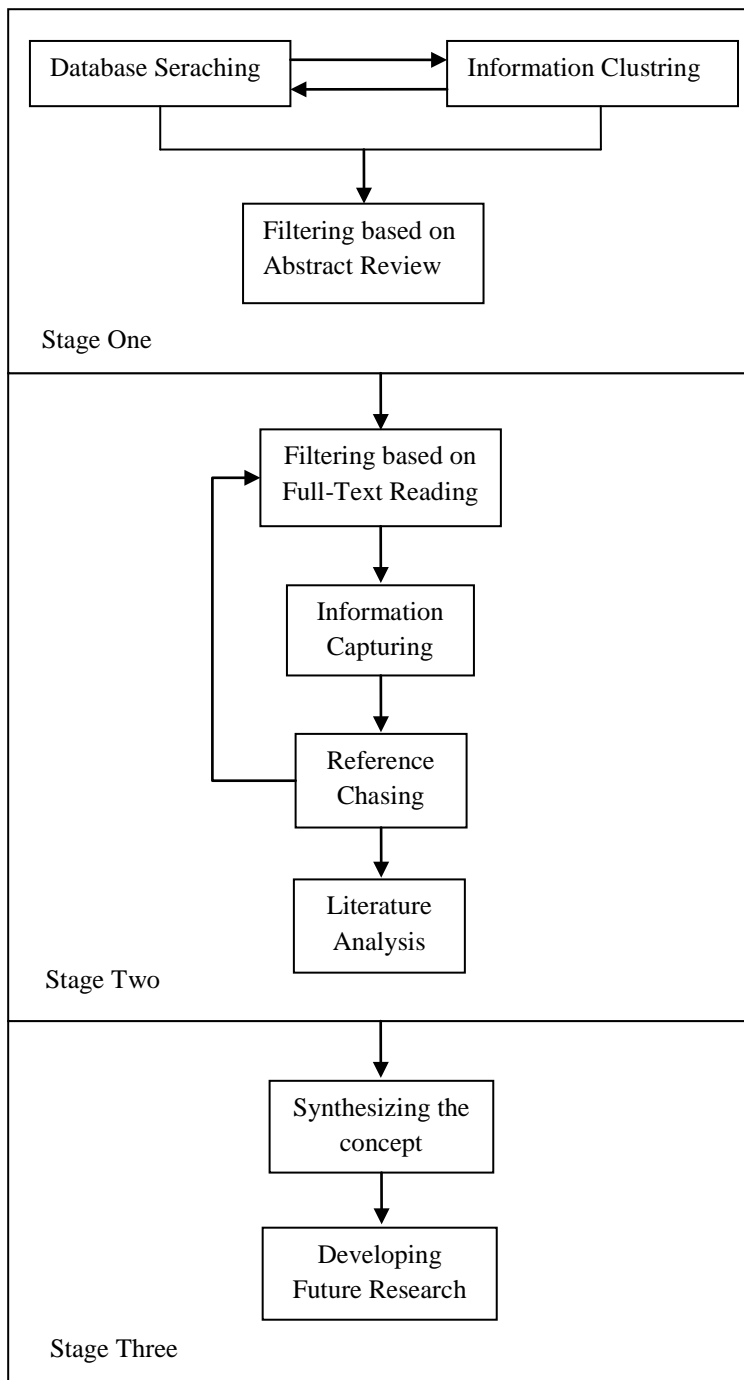 Database Seraching
Information Clustring
Filtering based on
Abstract Review
Stage One
Filtering based on
Full-Text Reading
Information
Capturing
Reference
Chasing
Literature
Analysis
Stage Two
Synthesizing the
concept
Developing
Future Research
Stage Three